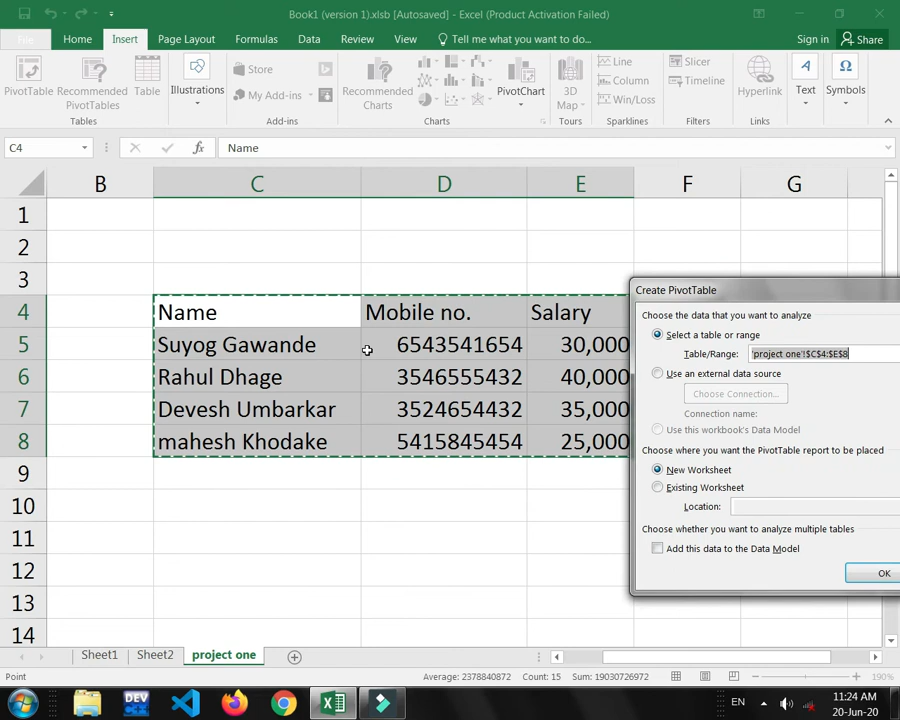 Book1 (version 1).xlsb [Autosaved] - Excel (Product Activation Failed)
File Home Insert Page Layout Formulas Data Review View Tell me what you want to do... Sign in Share
PivotTable Recommended PivotTables Table
Tables
Illustrations
Store
My Add-ins
Add-ins
Recommended Charts
PivotChart
Charts
3D Map
Tours
Line
Column
Win/Loss
Sparklines
Slicer
Timeline
Filters
Hyperlink
Links
Text
Symbols
C4 fx Name
B C D E F G
1
2
3
4 Name Mobile no. Salary
5 Suyog Gawande 6543541654 30,000
6 Rahul Dhage 3546555432 40,000
7 Devesh Umbarkar 3524654432 35,000
8 mahesh Khodake 5415845454 25,000
9
10
11
12
13
14
Create PivotTable
Choose the data that you want to analyze
Select a table or range
Table/Range: 'project one'!$C$4:$E$8
Use an external data source
Choose Connection...
Connection name:
Use this workbook's Data Model
Choose where you want the PivotTable report to be placed
New Worksheet
Existing Worksheet
Location:
Choose whether you want to analyze multiple tables
Add this data to the Data Model
OK
Sheet1 Sheet2 project one
Point Average: 2378840872 Count: 15 Sum: 19030726972 190%
DEV C++ EN 11:24 AM
20-Jun-20